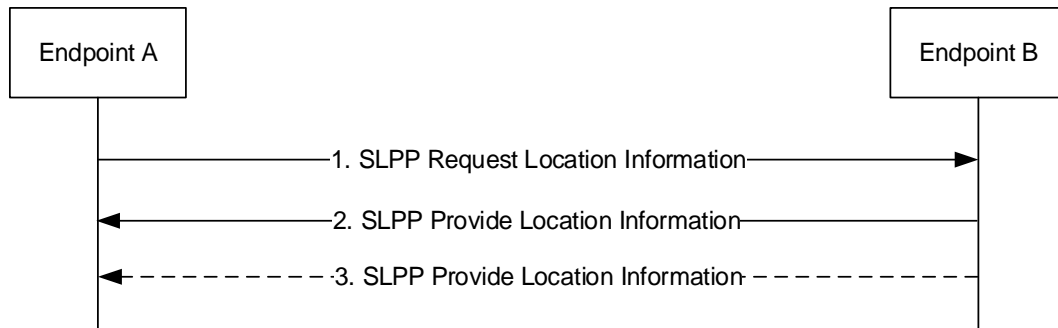 Endpoint A
Endpoint B
1. SLPP Request Location Information
2. SLPP Provide Location Information
3. SLPP Provide Location Information